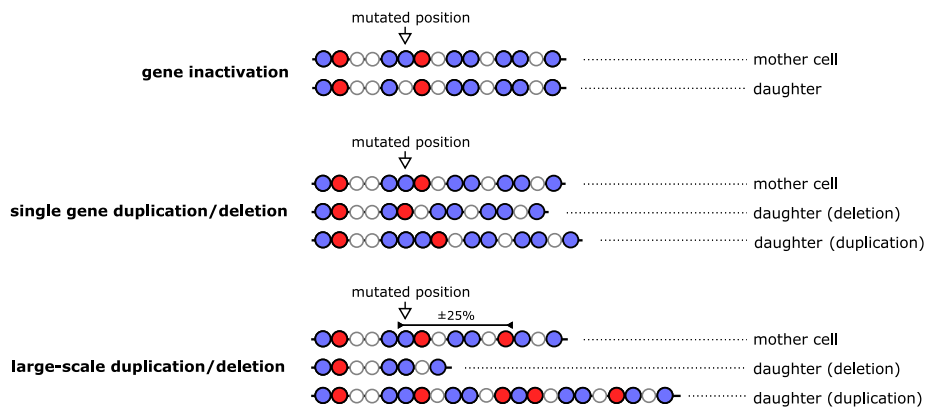 mutated position
gene inactivation
mother cell
daughter
mutated position
single gene duplication/deletion
mother cell
daughter (deletion)
daughter (duplication)
mutated position
±25%
large-scale duplication/deletion
mother cell
daughter (deletion)
daughter (duplication)